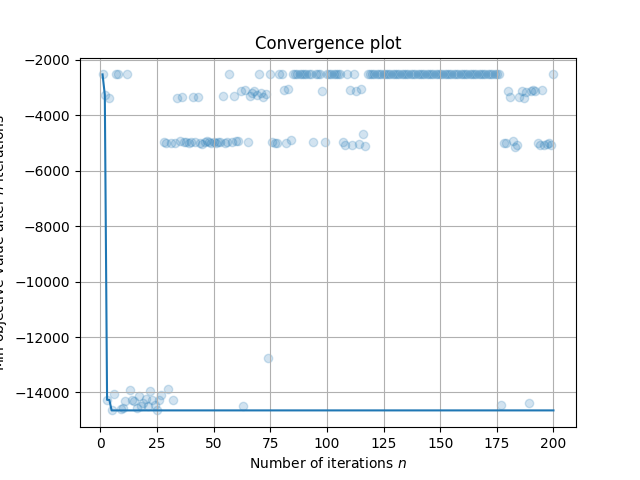 Convergence plot
−2000
−4000
−6000
−8000
−10000
−12000
−14000
Min objective value after n iterations
0 25 50 75 100 125 150 175 200
Number of iterations n